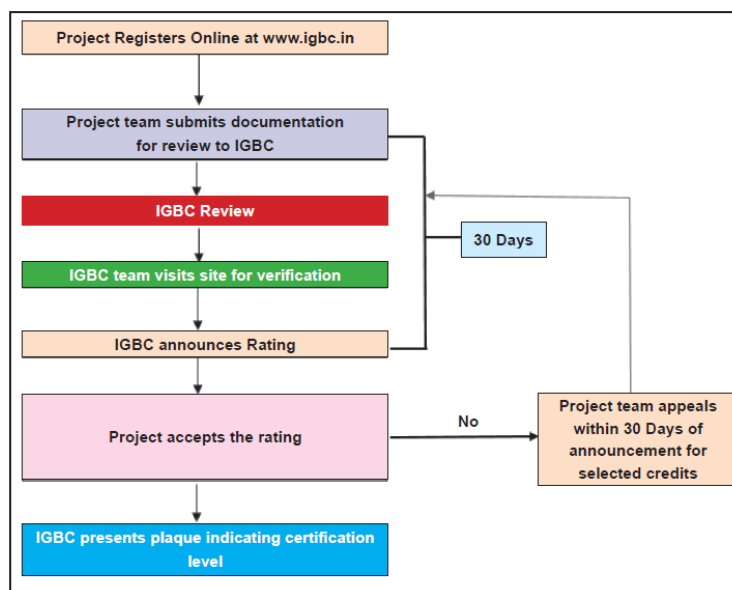 Project Registers Online at www.igbc.in
Project team submits documentation
for review to IGBC
IGBC Review
30 Days
IGBC team visits site for verification
IGBC announces Rating
Project accepts the rating
No
Project team appeals
within 30 Days of
announcement for
selected credits
IGBC presents plaque indicating certification
level